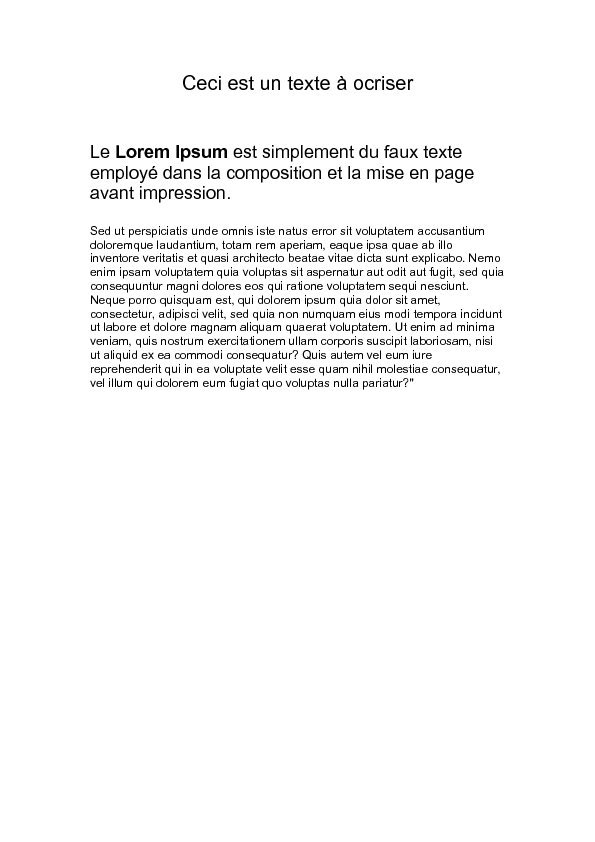 Ceci est un texte à ocriser
Le Lorem Ipsum est simplement du faux texte
employé dans la composition et la mise en page
avant impression.
Sed ut perspiciatis unde omnis iste natus error sit voluptatem accusantium
doloremque laudantium, totam rem aperiam, eaque ipsa quae ab illo
inventore veritatis et quasi architecto beatae vitae dicta sunt explicabo. Nemo
enim ipsam voluptatem quia voluptas sit aspernatur aut odit aut fugit, sed quia
consequuntur magni dolores eos qui ratione voluptatem sequi nesciunt.
Neque porro quisquam est, qui dolorem ipsum quia dolor sit amet,
consectetur, adipisci velit, sed quia non numquam eius modi tempora incidunt
ut labore et dolore magnam aliquam quaerat voluptatem. Ut enim ad minima
veniam, quis nostrum exercitationem ullam corporis suscipit laboriosam, nisi
ut aliquid ex ea commodi consequatur? Quis autem vel eum iure
reprehenderit qui in ea voluptate velit esse quam nihil molestiae consequatur,
vel illum qui dolorem eum fugiat quo voluptas nulla pariatur?"